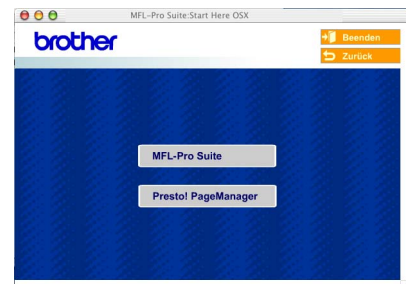 MFL-Pro Suite:Start Here OSX
brother
Beenden
Zurück
MFL-Pro Suite
Presto! PageManager